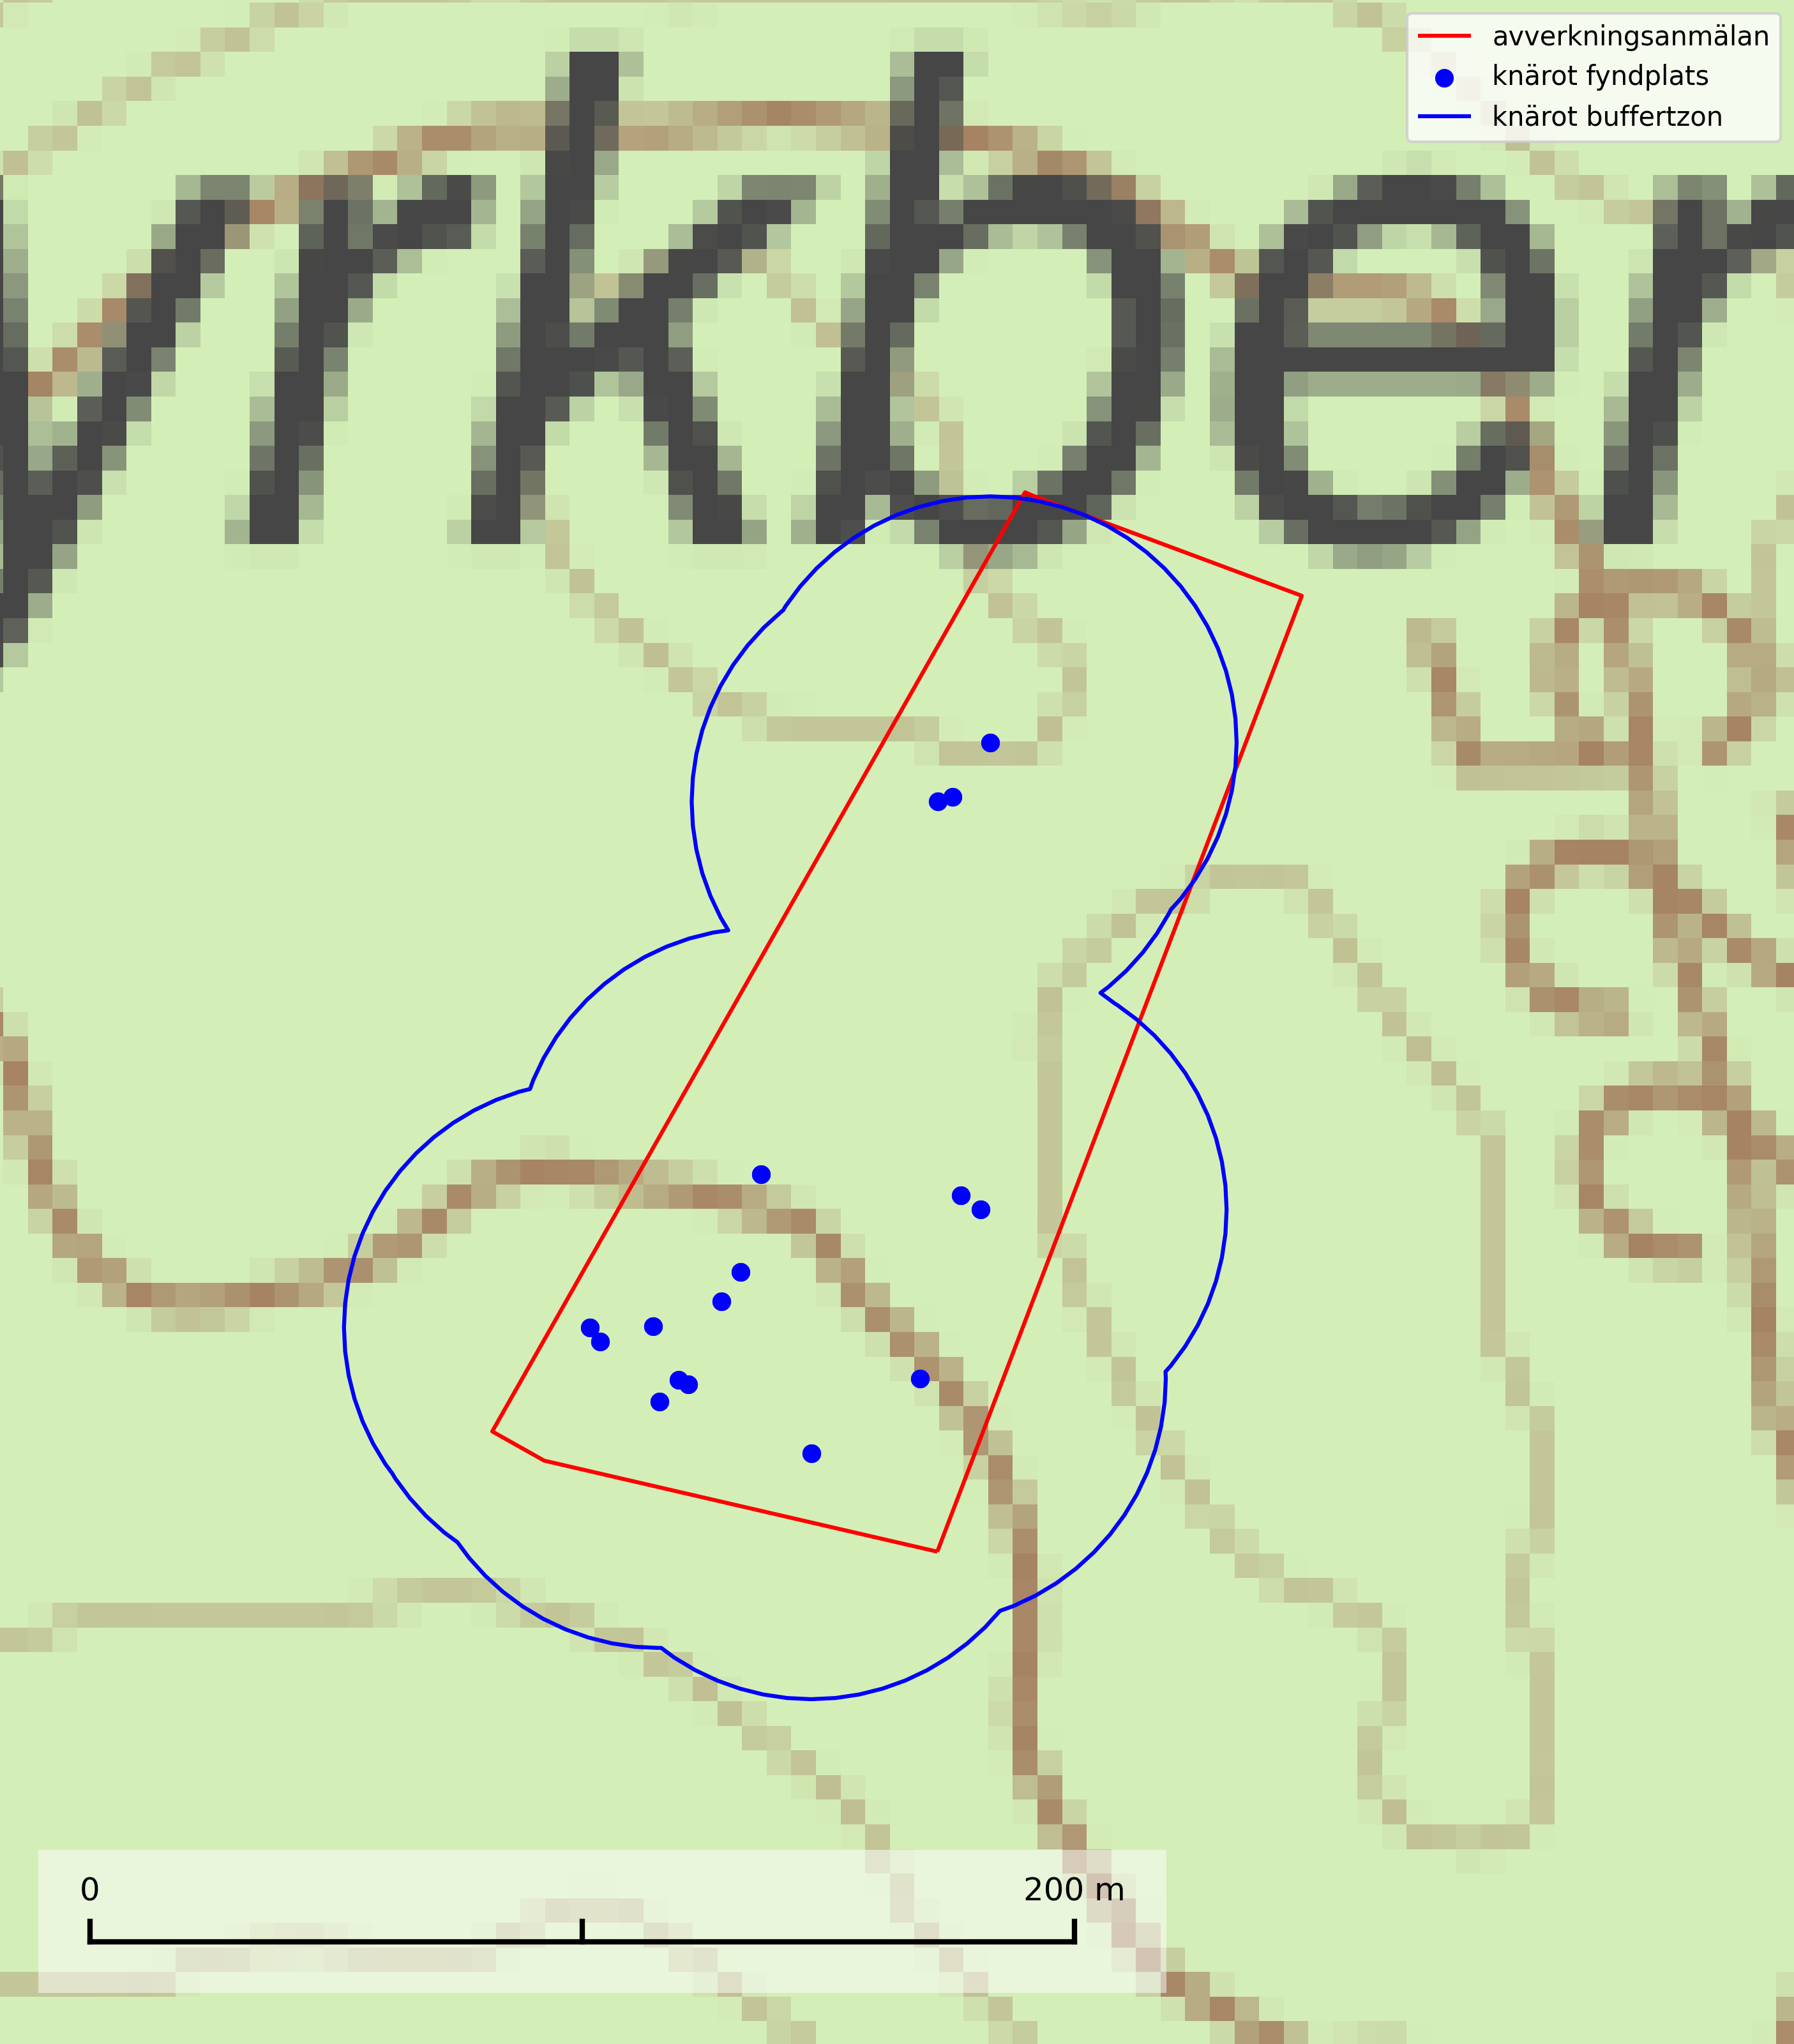 avverkningsanmälan
knärot fyndplats
knärot buffertzon
0
200 m